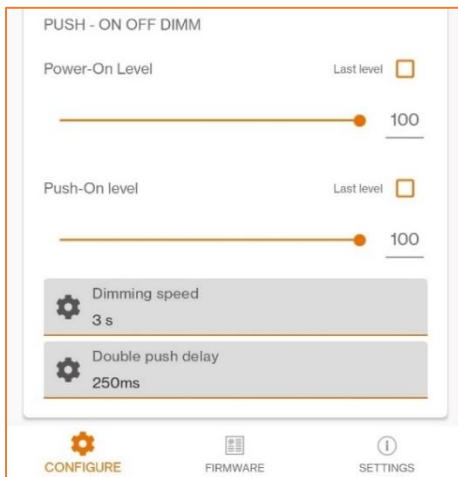 PUSH - ON OFF DIMM
Power-On Level Last level
100
Push-On level Last level
100
Dimming speed
3 s
Double push delay
250ms
CONFIGURE FIRMWARE SETTINGS